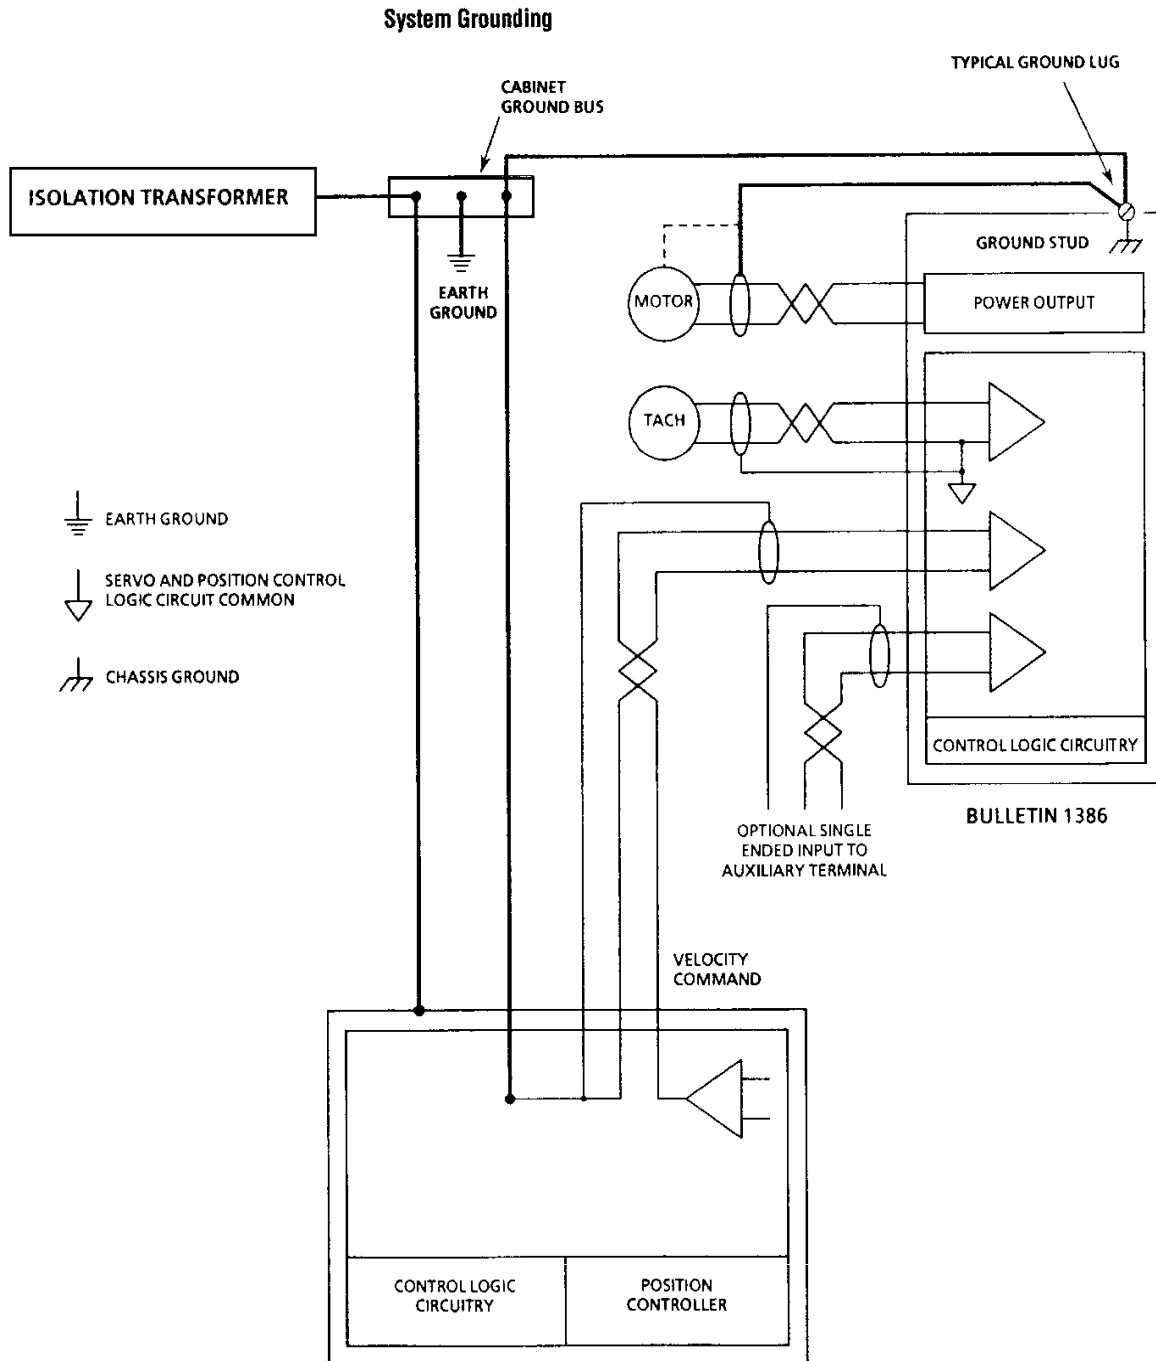 System Grounding
TYPICAL GROUND LUG
CABINET
GROUND BUS
ISOLATION TRANSFORMER
GROUND STUD
EARTH
GROUND
MOTOR
POWER OUTPUT
TACH
EARTH GROUND
SERVO AND POSITION CONTROL
LOGIC CIRCUIT COMMON
CHASSIS GROUND
CONTROL LOGIC CIRCUITRY
BULLETIN 1386
OPTIONAL SINGLE
ENDED INPUT TO
AUXILIARY TERMINAL
VELOCITY
COMMAND
CONTROL LOGIC
CIRCUITRY
POSITION
CONTROLLER